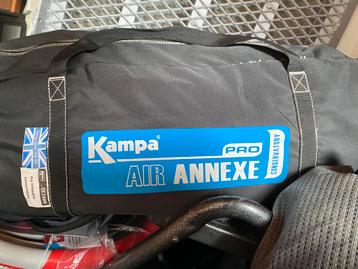 Kampa®
PRO
AIR ANNEXE
CONSERVATORY